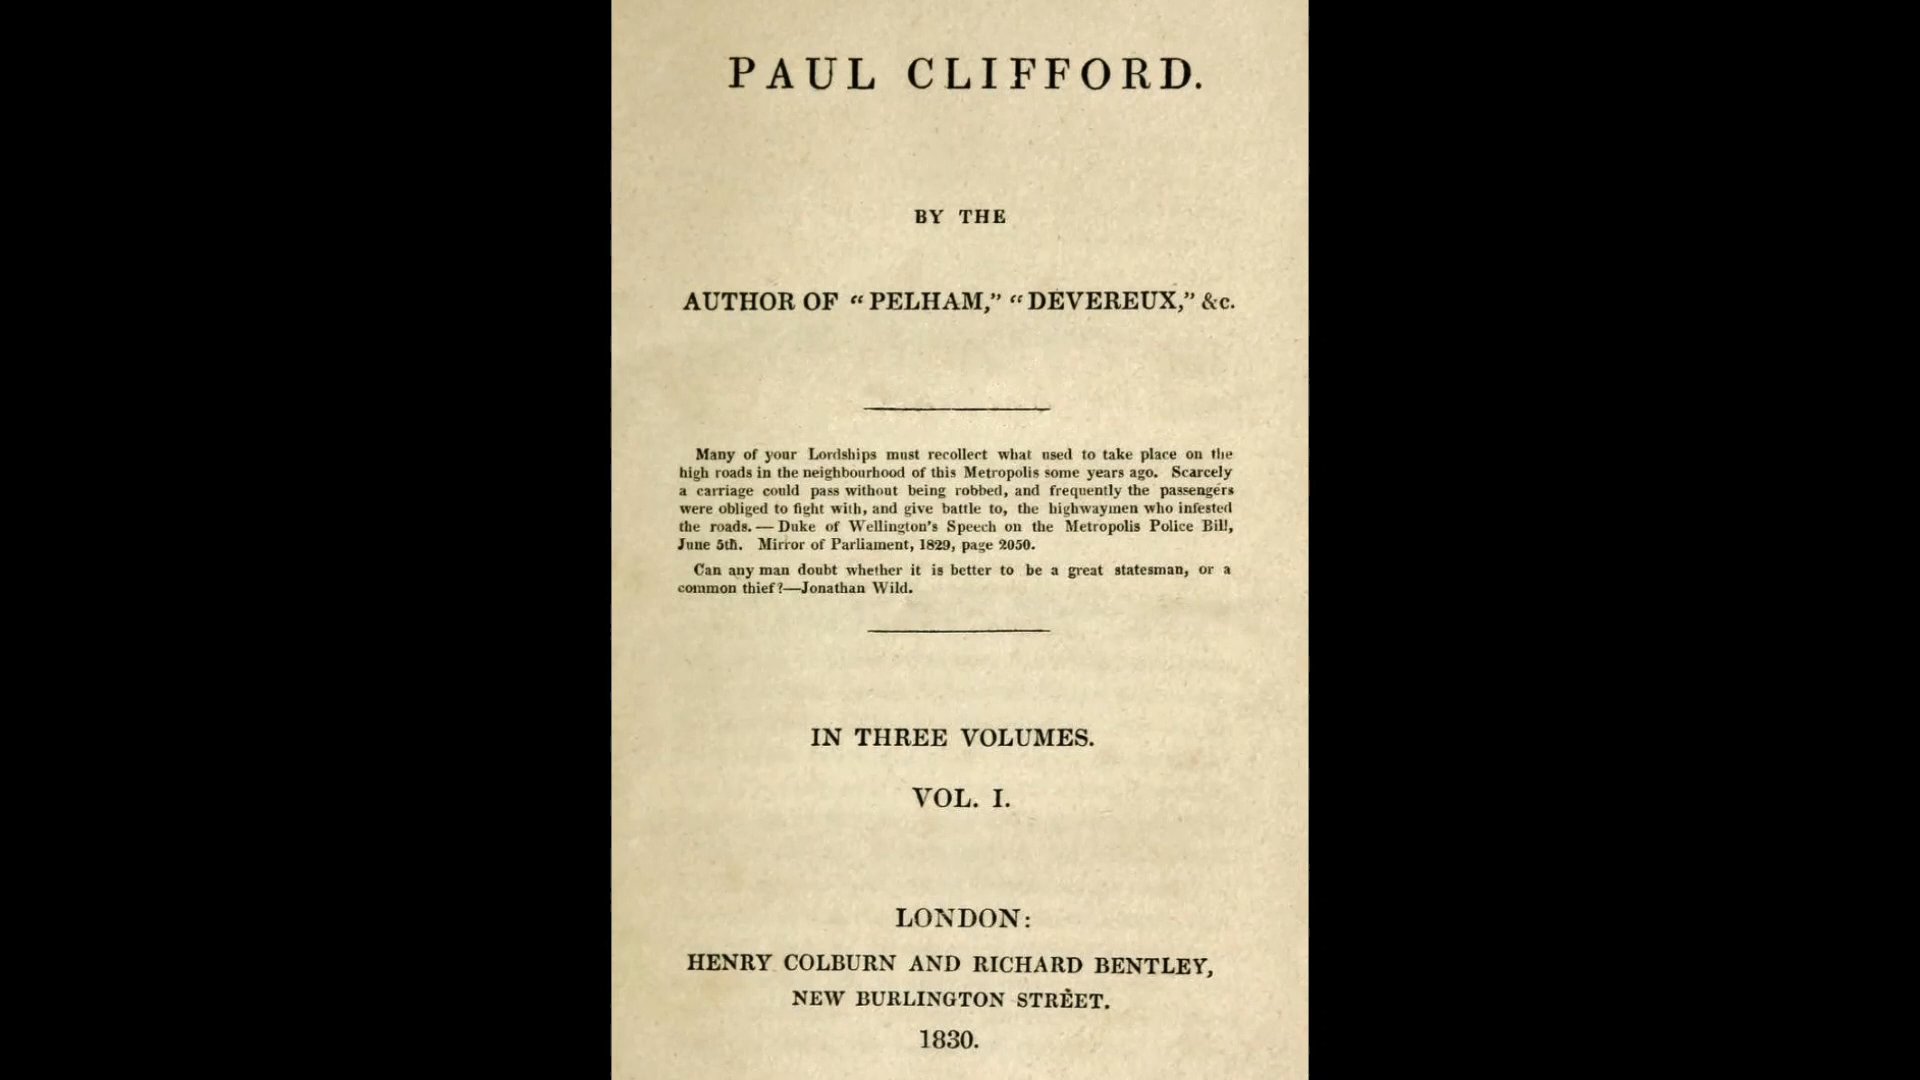 PAUL CLIFFORD.
BY THE
AUTHOR OF “PELHAM,” “DEVEREUX,” &c.
Many of your Lordships must recollect what used to take place on the
high roads in the neighbourhood of this Metropolis some years ago. Scarcely
a carriage could pass without being robbed, and frequently the passengers
were obliged to fight with, and give battle to, the highwaymen who infested
the roads.—Duke of Wellington's Speech on the Metropolis Police Bill,
June 5th. Mirror of Parliament, 1829, page 2050.
Can any man doubt whether it is better to be a great statesman, or a
common thief?—Jonathan Wild.
IN THREE VOLUMES.
VOL. I.
LONDON:
HENRY COLBURN AND RICHARD BENTLEY,
NEW BURLINGTON STREET.
1830.